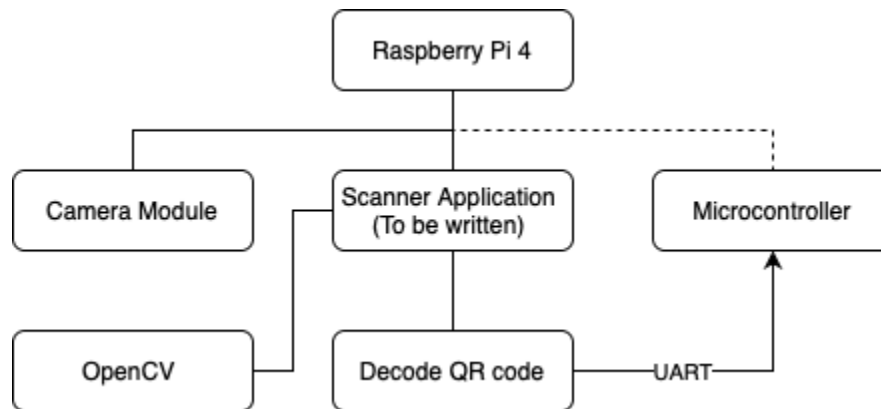 Raspberry Pi 4
Camera Module
Scanner Application
(To be written)
Microcontroller
OpenCV
Decode QR code
UART